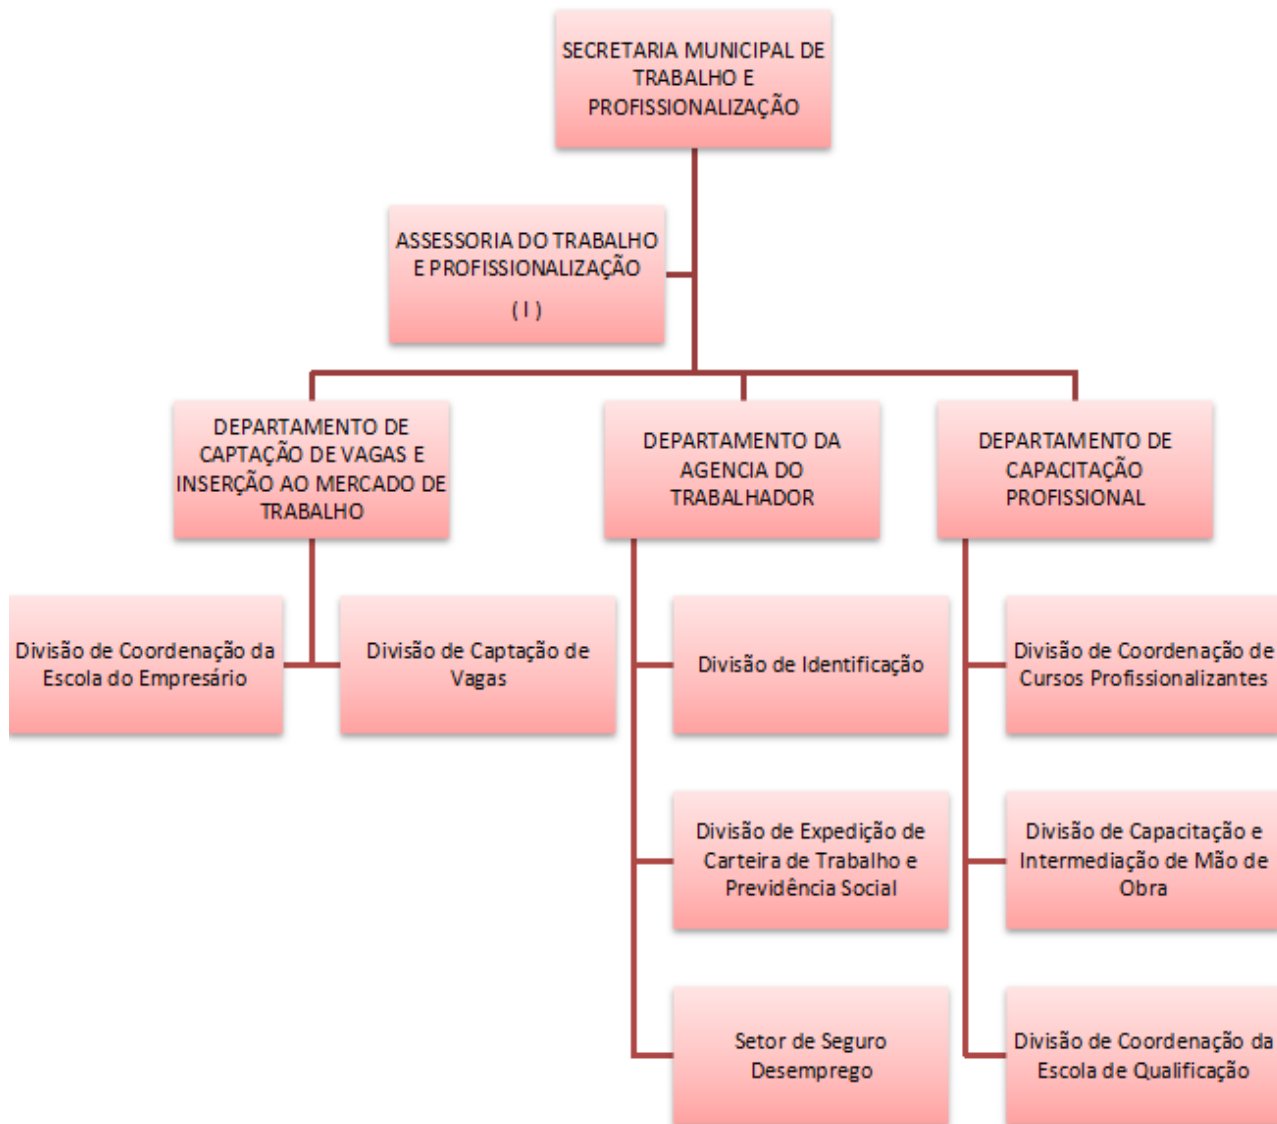 SECRETARIA MUNICIPAL DE
TRABALHO E
PROFISSIONALIZAÇÃO
ASSESSORIA DO TRABALHO
E PROFISSIONALIZAÇÃO
( I )
DEPARTAMENTO DE
CAPTAÇÃO DE VAGAS E
INSERÇÃO AO MERCADO DE
TRABALHO
DEPARTAMENTO DA
AGENCIA DO
TRABALHADOR
DEPARTAMENTO DE
CAPACITAÇÃO
PROFISSIONAL
Divisão de Coordenação da
Escola do Empresário
Divisão de Captação de
Vagas
Divisão de Identificação
Divisão de Coordenação de
Cursos Profissionalizantes
Divisão de Expedição de
Carteira de Trabalho e
Previdência Social
Divisão de Capacitação e
Intermediação de Mão de
Obra
Setor de Seguro
Desemprego
Divisão de Coordenação da
Escola de Qualificação